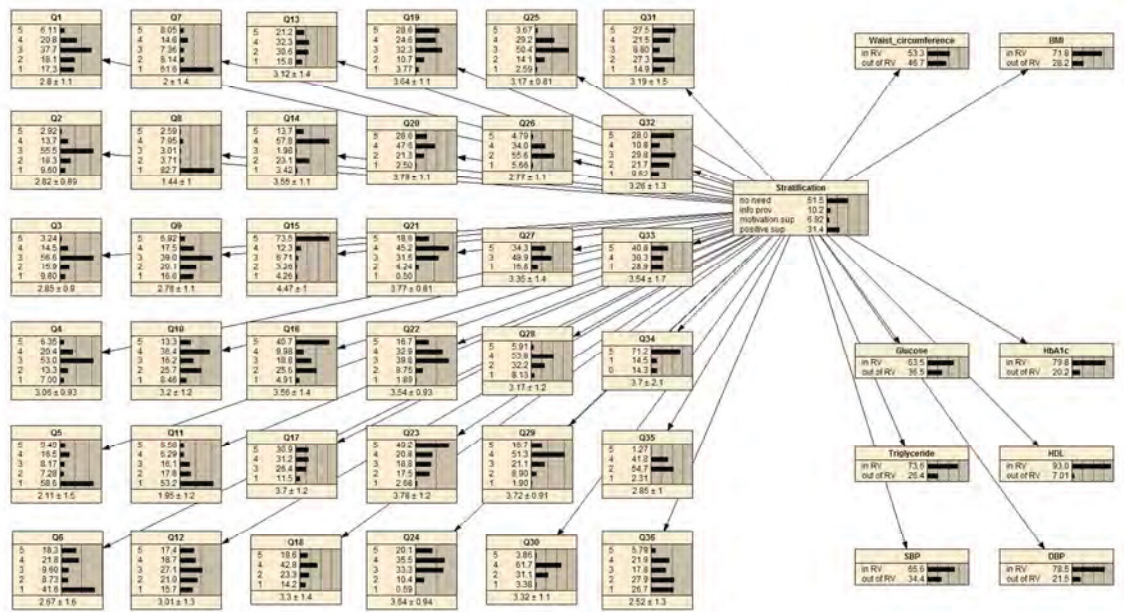 Q1
5 6.11
4 20.8
3 37.7
2 18.1
1 17.3
2.8 ± 1.1
Q7
5 8.05
4 14.8
3 7.36
2 8.14
1 61.6
2 ± 1.4
Q13
5 21.2
4 32.3
2 30.6
1 15.8
3.12 ± 1.4
Q19
5 28.6
4 24.6
3 32.3
2 10.7
1 3.77
3.64 ± 1.1
Q25
5 3.67
4 29.2
3 50.4
2 14.1
1 2.59
3.17 ± 0.81
Q31
5 27.5
4 21.5
3 8.80
2 27.3
1 14.9
3.19 ± 1.5
Waist_circumference
in RV 53.3
out of RV 46.7
BMI
in RV 71.8
out of RV 28.2
Q2
5 2.92
4 13.7
3 55.5
2 18.3
1 9.60
2.82 ± 0.89
Q8
5 2.59
4 7.95
3 3.01
2 3.71
1 82.7
1.44 ± 1
Q14
5 13.7
4 57.8
3 1.98
2 23.1
1 3.42
3.55 ± 1.1
Q20
5 28.6
4 47.6
2 21.3
1 2.50
3.79 ± 1.1
Q26
5 4.79
4 34.0
2 55.6
1 5.66
2.77 ± 1.1
Q32
5 28.0
4 10.8
3 29.8
2 21.7
3.26 ± 1.3
Stratification
no need 51.5
info prov 10.2
motivation sup 6.92
positive sup 31.4
Q3
5 3.24
4 14.5
3 56.6
2 15.9
1 9.80
2.85 ± 0.9
Q9
5 6.92
4 17.5
3 39.0
2 20.1
1 16.6
2.78 ± 1.1
Q15
5 73.5
4 12.3
3 6.71
2 3.26
1 4.26
4.47 ± 1
Q21
5 18.6
4 45.2
3 31.5
2 4.24
1 0.50
3.77 ± 0.81
Q27
34.3
49.9
15.8
3.35 ± 1.4
Q33
5 40.8
4 30.3
1 28.9
3.54 ± 1.7
Q4
5 6.35
4 20.4
3 53.0
2 13.3
1 7.00
3.06 ± 0.93
Q10
5 13.3
4 36.4
3 16.2
2 25.7
1 8.46
3.2 ± 1.2
Q16
5 40.7
4 9.98
3 18.8
2 25.6
1 4.91
3.56 ± 1.4
Q22
5 16.7
4 32.9
3 39.8
2 8.75
1 1.89
3.54 ± 0.93
Q28
5 5.91
4 53.8
2 32.2
1 8.13
3.17 ± 1.2
Q34
5 71.2
1 14.5
0 14.3
3.7 ± 2.1
Glucose
in RV 63.5
out of RV 36.5
HbA1c
in RV 79.8
out of RV 20.2
Q5
5 9.49
4 16.5
3 8.17
2 7.28
1 58.6
2.11 ± 1.5
Q11
5 6.58
4 6.29
3 16.1
2 17.8
1 53.2
1.95 ± 1.2
Q17
30.9
31.2
26.4
11.5
3.7 ± 1.2
Q23
5 40.2
4 20.8
3 18.8
2 17.5
1 2.68
3.78 ± 1.2
Q29
5 16.7
4 51.3
3 21.1
2 8.90
1 1.90
3.72 ± 0.91
Q35
5 1.27
4 41.8
2 54.7
1 2.31
2.85 ± 1
Triglyceride
in RV 73.6
out of RV 26.4
HDL
in RV 93.0
out of RV 7.01
Q6
5 18.3
4 21.8
3 9.60
2 8.73
1 41.6
2.67 ± 1.6
Q12
5 17.4
4 18.7
3 27.1
2 21.0
1 15.7
3.01 ± 1.3
Q18
5 19.6
4 42.8
2 23.3
1 14.2
3.3 ± 1.4
Q24
5 20.1
4 35.5
3 33.3
2 10.4
1 0.59
3.64 ± 0.94
Q30
5 3.86
4 61.7
2 31.1
1 3.38
3.32 ± 1.1
Q36
5 5.79
4 21.9
3 17.8
2 27.9
1 26.7
2.52 ± 1.3
SBP
in RV 65.6
out of RV 34.4
DBP
in RV 78.5
out of RV 21.5